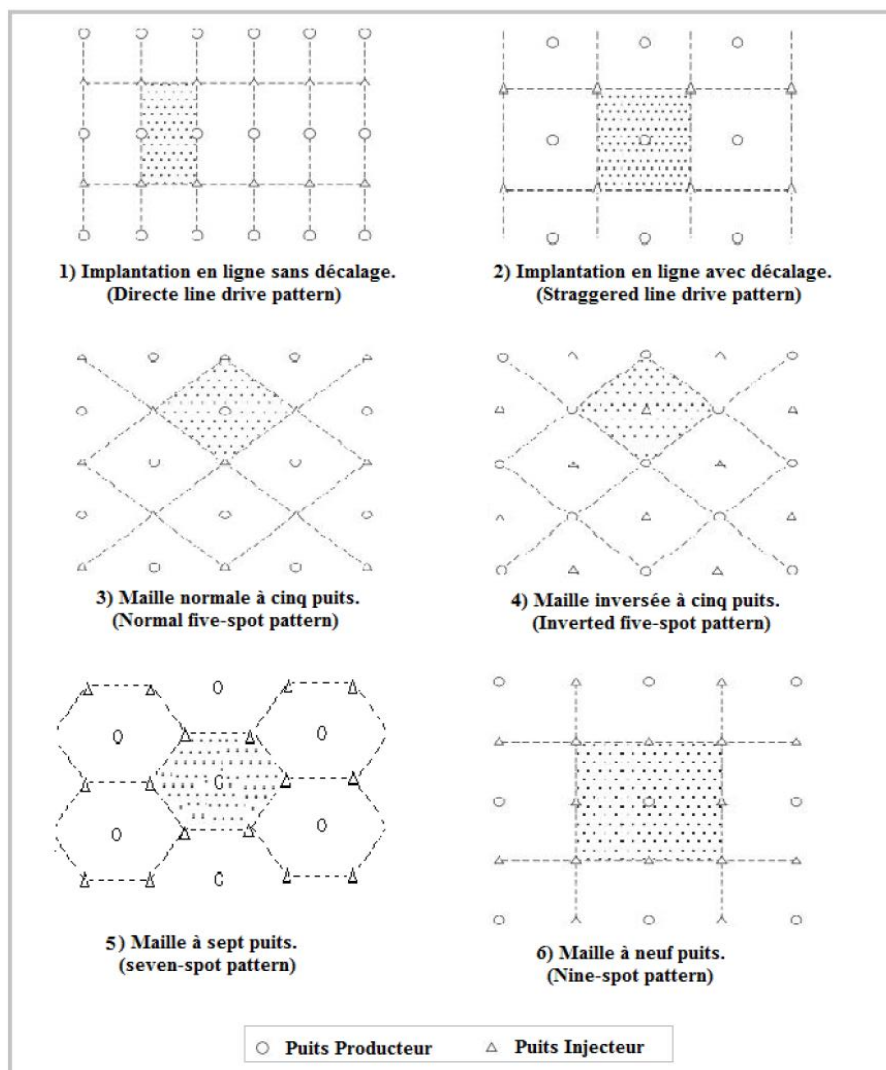 1) Implantation en ligne sans décalage.
(Directe line drive pattern)
2) Implantation en ligne avec décalage.
(Straggered line drive pattern)
3) Maille normale à cinq puits.
(Normal five-spot pattern)
4) Maille inversée à cinq puits.
(Inverted five-spot pattern)
5) Maille à sept puits.
(seven-spot pattern)
6) Maille à neuf puits.
(Nine-spot pattern)
Puits Producteur
Puits Injecteur